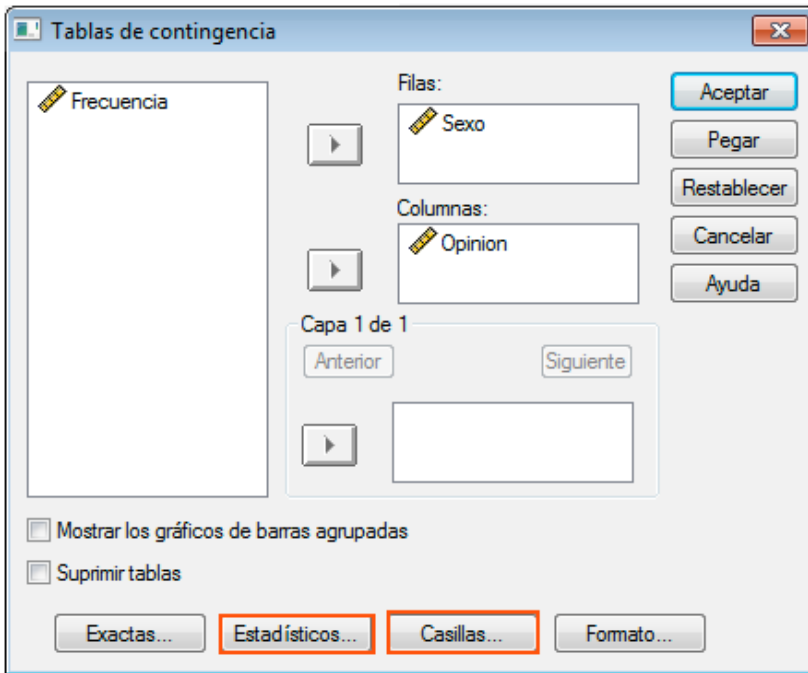 Tablas de contingencia
Frecuencia
Filas:
Sexo
Columnas:
Opinion
Capa 1 de 1
Anterior
Siguiente
Aceptar
Pegar
Restablecer
Cancelar
Ayuda
Mostrar los gráficos de barras agrupadas
Suprimir tablas
Exactas...
Estadísticos...
Casillas...
Formato...